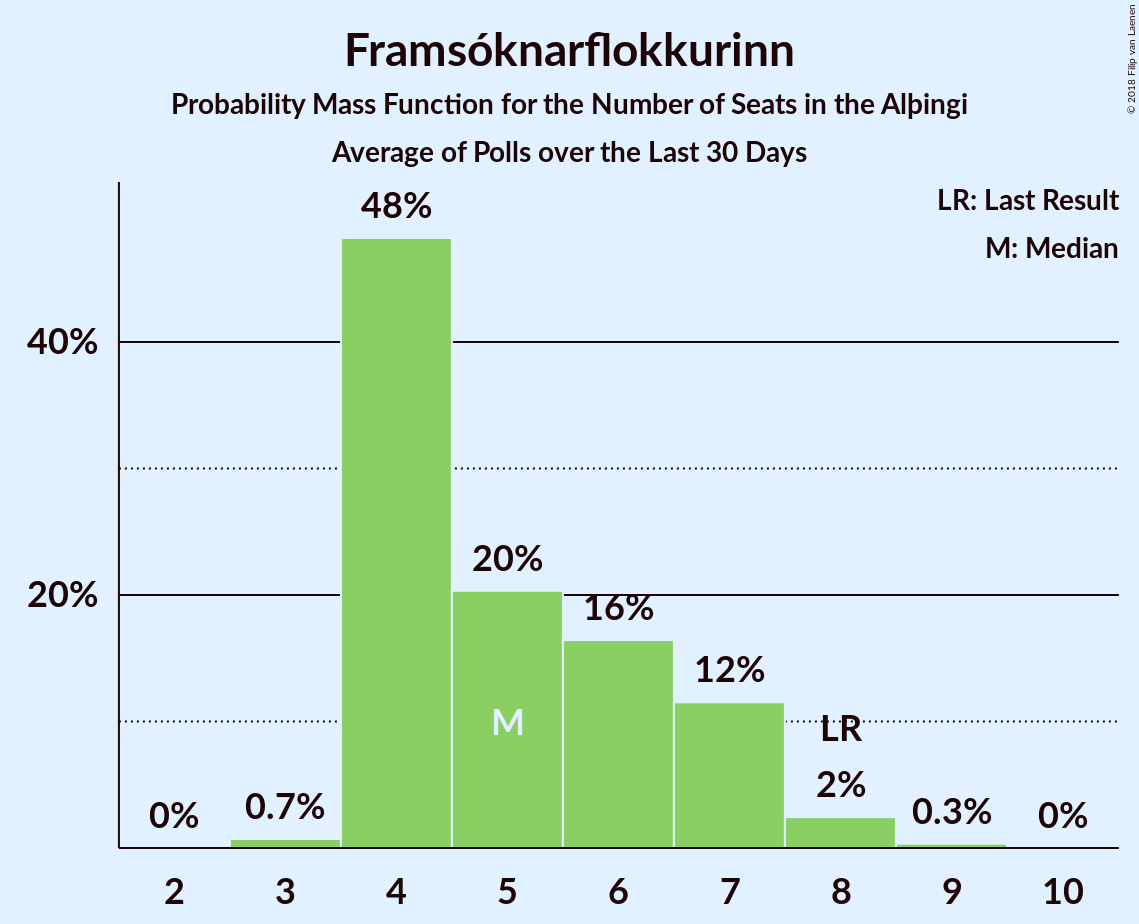 Framsóknarflokkurinn
Probability Mass Function for the Number of Seats in the Alþingi
Average of Polls over the Last 30 Days
© 2018 Filip van Laenen
LR: Last Result
M: Median
48%
40%
20%
20%
16%
12%
M
LR
2%
0%
0.7%
0.3%
0%
2 3 4 5 6 7 8 9 10